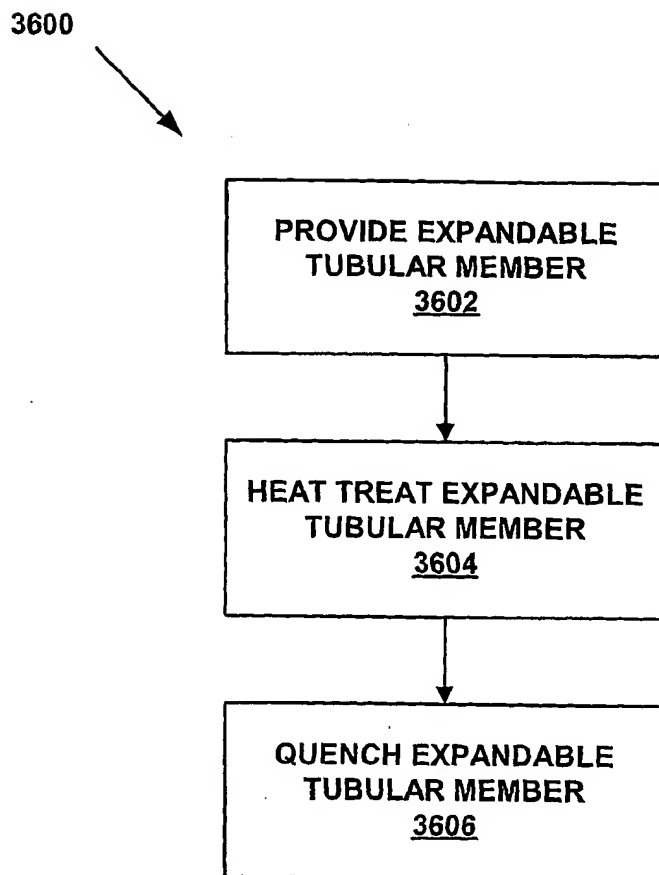 3600
PROVIDE EXPANDABLE
TUBULAR MEMBER
3602
HEAT TREAT EXPANDABLE
TUBULAR MEMBER
3604
QUENCH EXPANDABLE
TUBULAR MEMBER
3606